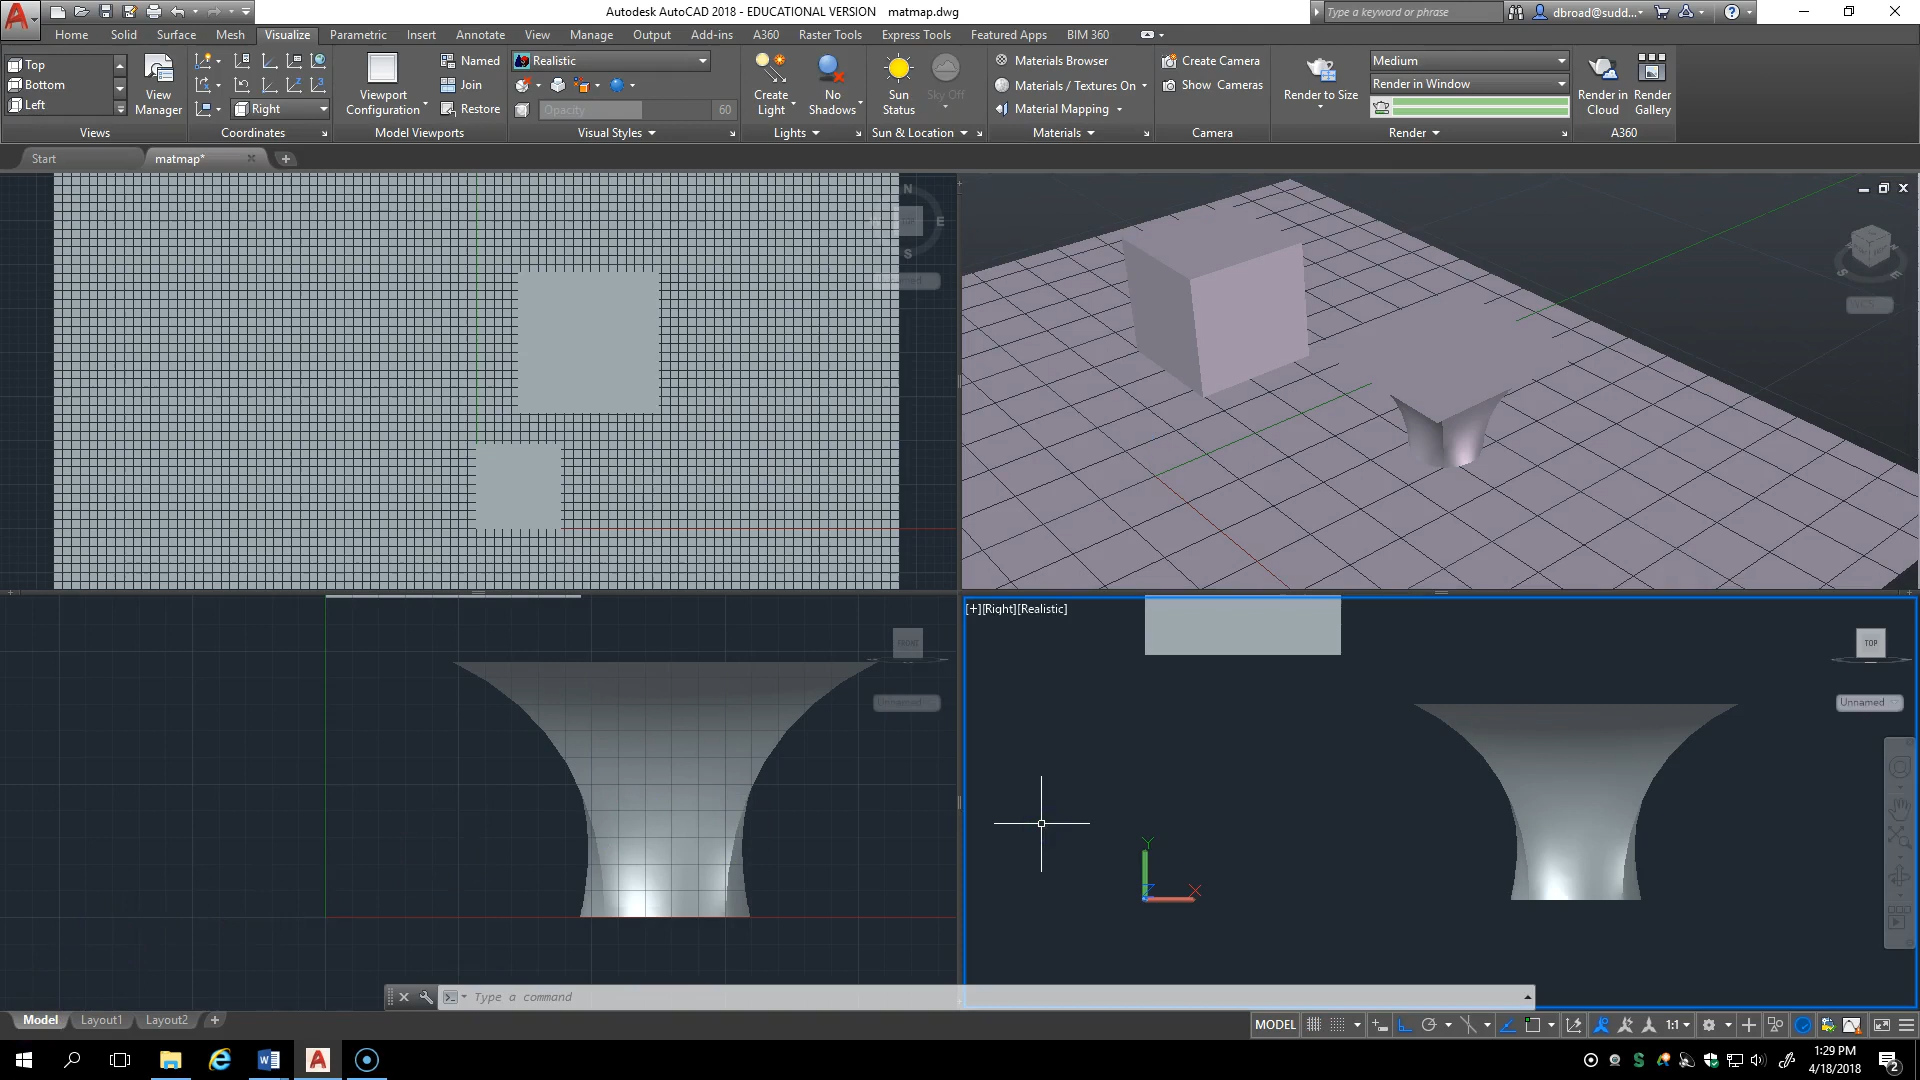 Autodesk AutoCAD 2018 - EDUCATIONAL VERSION    matmap.dwg
Type a keyword or phrase
dbroad@sudd...
Home Solid Surface Mesh Visualize Parametric Insert Annotate View Manage Output Add-ins A360 Raster Tools Express Tools Featured Apps BIM 360
Top
Bottom
Left
View
Manager
Right
Viewport
Configuration
Named
Join
Restore
Realistic
Opacity 60
Create
Light
No
Shadows
Sun
Status
Sky Off
Materials Browser
Materials / Textures On
Material Mapping
Create Camera
Show Cameras
Render to Size
Medium
Render in Window
Render in
Cloud
Render
Gallery
Views Coordinates Model Viewports Visual Styles Lights Sun & Location Materials Camera Render A360
Start matmap*
N
E
S
S
E
[+][Right][Realistic]
FRONT
Unnamed
TOP
Unnamed
Y
Z
X
Type a command
Model Layout1 Layout2
MODEL
1:1
1:29 PM
4/18/2018
2